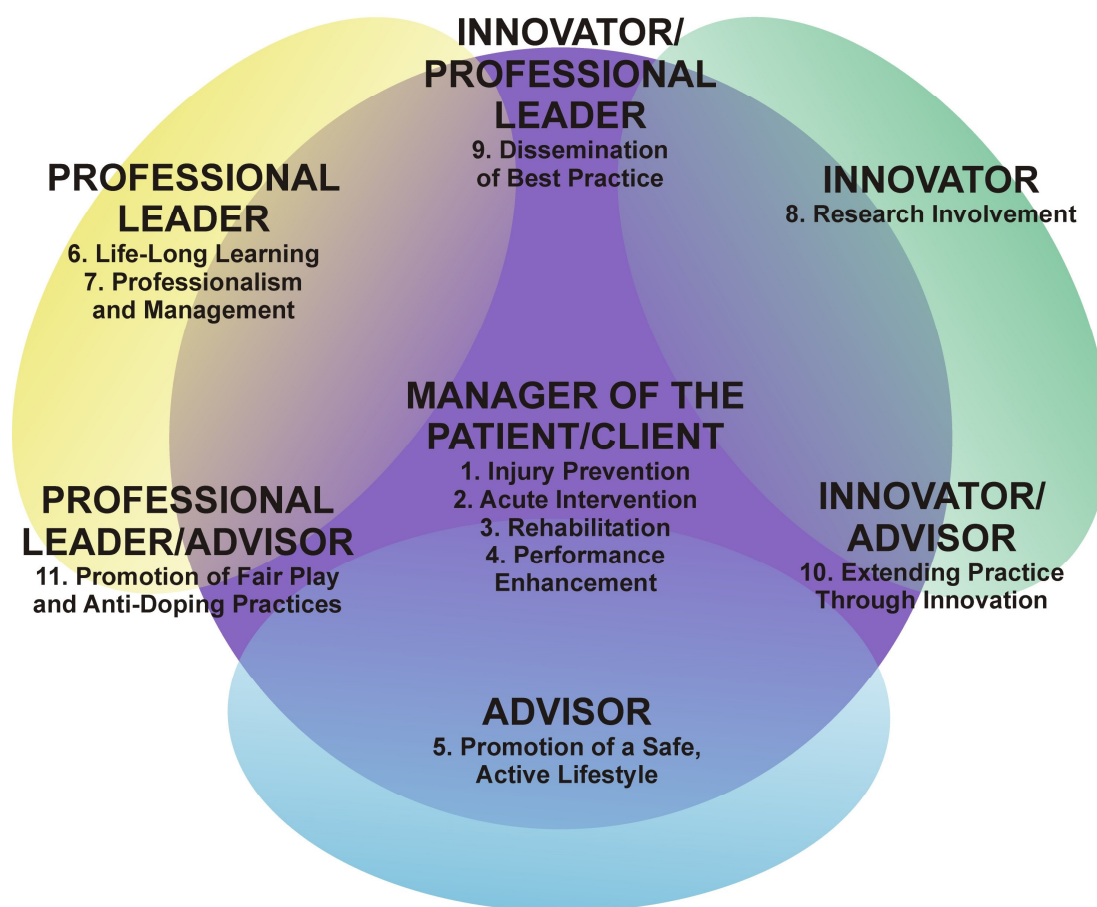 INNOVATOR/
PROFESSIONAL
LEADER
9. Dissemination
of Best Practice
PROFESSIONAL
LEADER
6. Life-Long Learning
7. Professionalism
and Management
INNOVATOR
8. Research Involvement
MANAGER OF THE
PATIENT/CLIENT
1. Injury Prevention
2. Acute Intervention
3. Rehabilitation
4. Performance
Enhancement
PROFESSIONAL
LEADER/ADVISOR
11. Promotion of Fair Play
and Anti-Doping Practices
INNOVATOR/
ADVISOR
10. Extending Practice
Through Innovation
ADVISOR
5. Promotion of a Safe,
Active Lifestyle